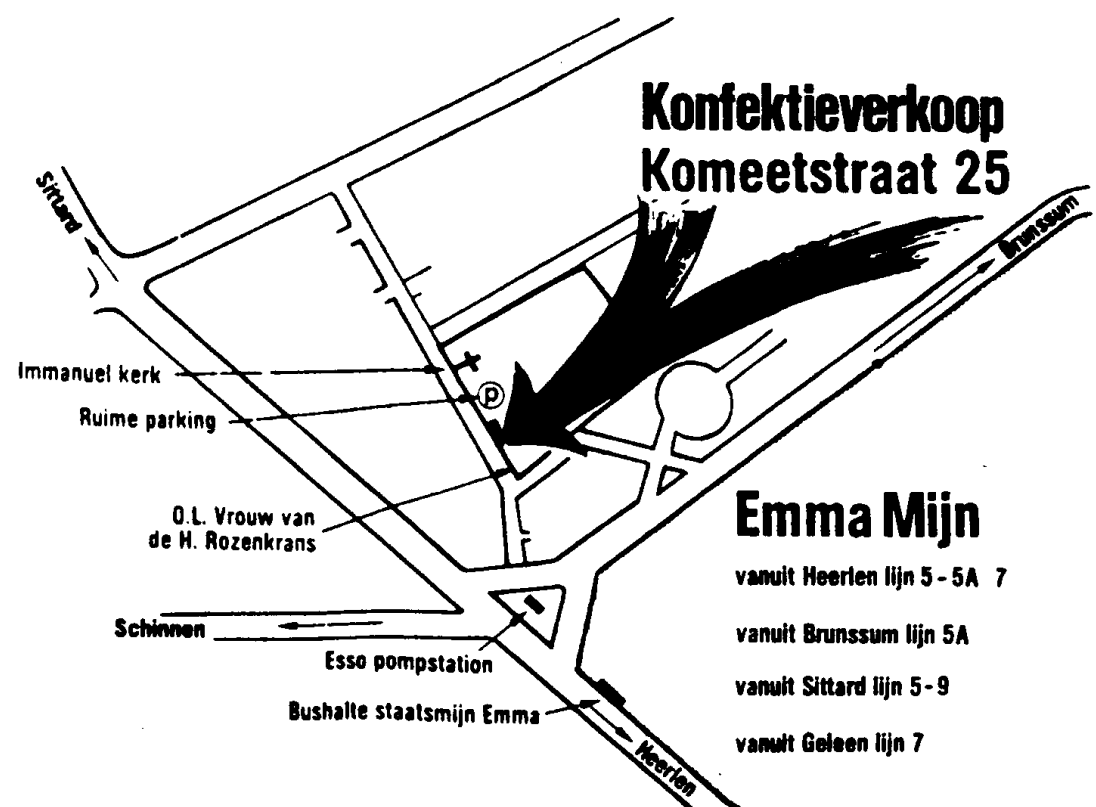 Konfektieverkoop
Komeetstraat 25
Sittard
Brunssum
Immanuel kerk
P
Ruime parking
O.L. Vrouw van
de H. Rozenkrans
Emma Mijn
vanuit Heerlen lijn 5-5A 7
vanuit Brunssum lijn 5A
vanuit Sittard lijn 5-9
vanuit Geleen lijn 7
Schinnen
Esso pompstation
Bushalte staatsmijn Emma
Heerlen